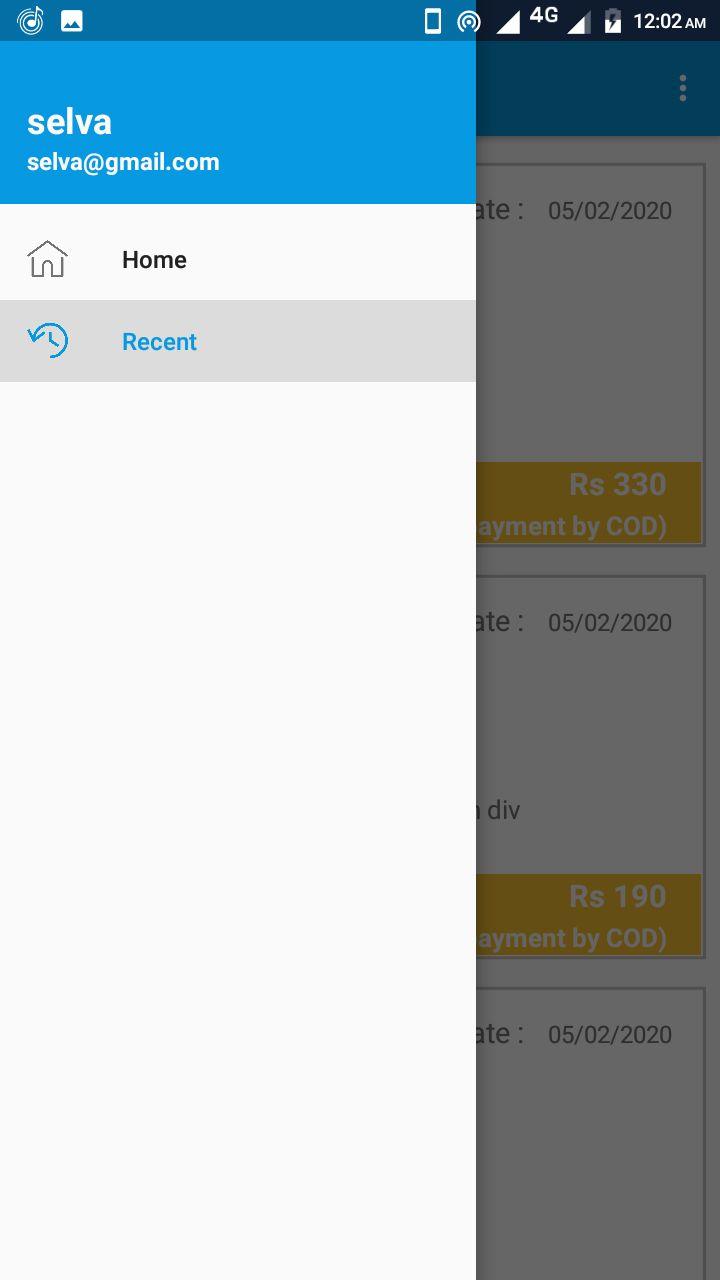 4G 12:02 AM
selva
selva@gmail.com
Home
Recent
ate : 05/02/2020
Rs 330
ayment by COD)
ate : 05/02/2020
div
Rs 190
ayment by COD)
ate : 05/02/2020